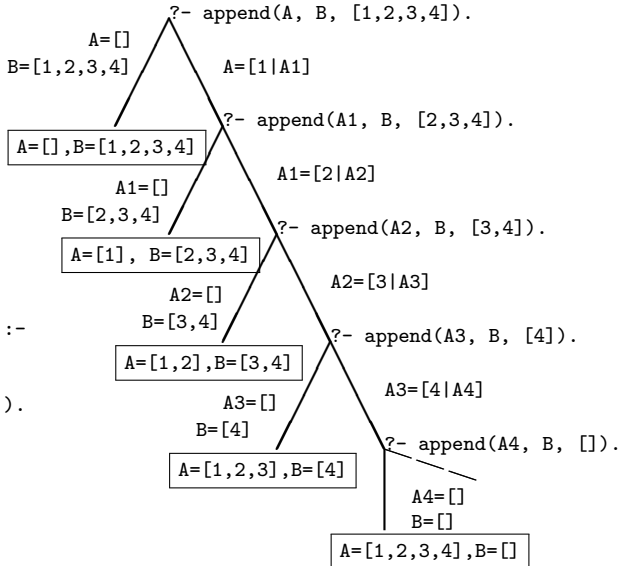 ?- append(A, B, [1,2,3,4]).
A=[]
B=[1,2,3,4]
A=[1|A1]
?- append(A1, B, [2,3,4]).
A=[],B=[1,2,3,4]
A1=[]
B=[2,3,4]
A1=[2|A2]
?- append(A2, B, [3,4]).
A=[1], B=[2,3,4]
A2=[]
B=[3,4]
A2=[3|A3]
:-
?- append(A3, B, [4]).
A=[1,2],B=[3,4]
A3=[]
B=[4]
A3=[4|A4]
).
?- append(A4, B, []).
A=[1,2,3],B=[4]
A4=[]
B=[]
A=[1,2,3,4],B=[]